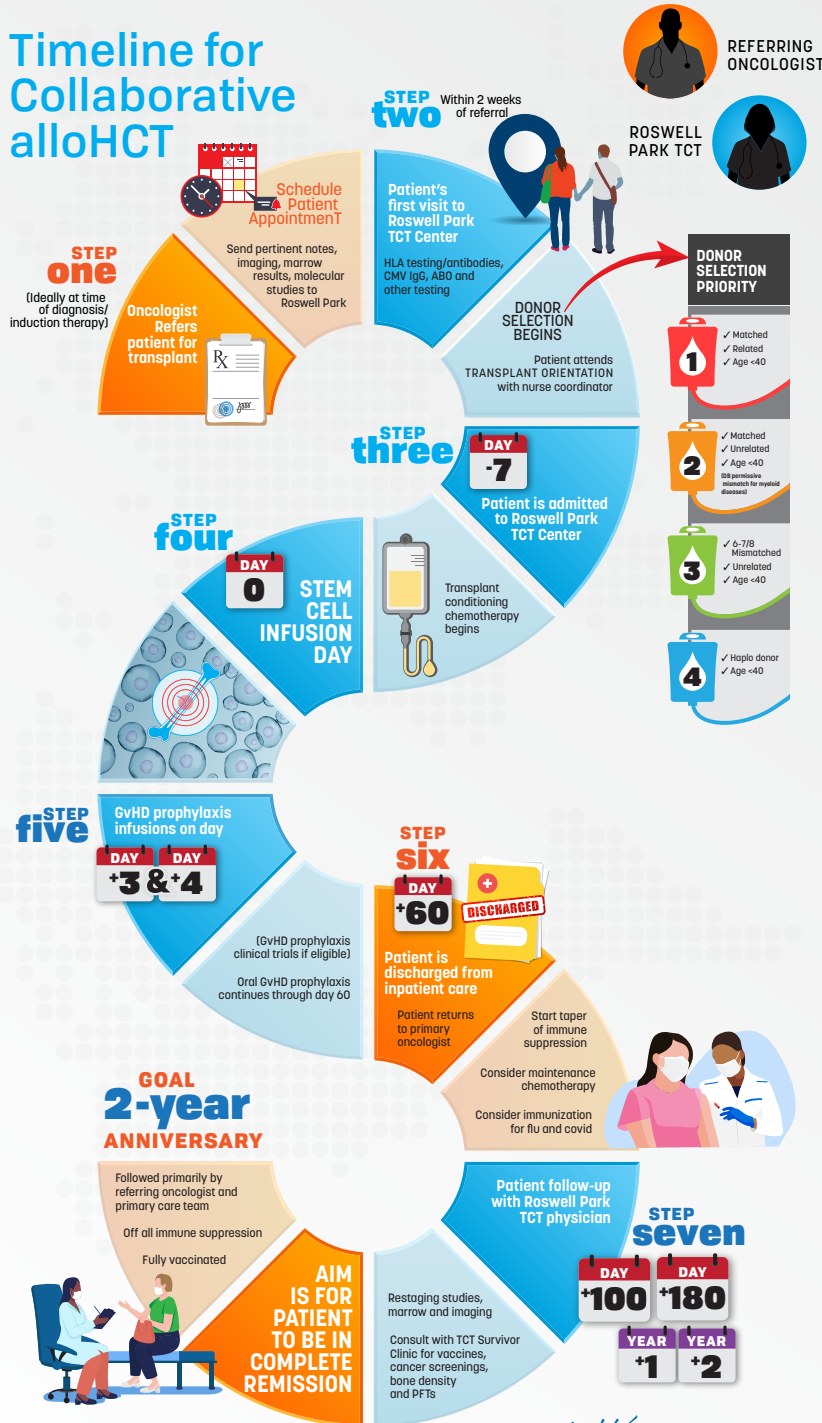 Timeline for
Collaborative
alloHCT
REFERRING
ONCOLOGIST
ROSWELL
PARK TCT
STEP
one
(Ideally at time
of diagnosis/
induction therapy)
Oncologist
Refers
patient for
transplant
Rx
Schedule
Patient
AppointmenT
Send pertinent notes,
imaging, marrow
results, molecular
studies to
Roswell Park
STEP
two
Within 2 weeks
of referral
Patient's
first visit to
Roswell Park
TCT Center
HLA testing/antibodies,
CMV IgG, ABO and
other testing
DONOR
SELECTION
BEGINS
Patient attends
TRANSPLANT ORIENTATION
with nurse coordinator
DONOR
SELECTION
PRIORITY
1
✓ Matched
✓ Related
✓ Age <40
2
✓ Matched
✓ Unrelated
✓ Age <40
(DB permissive
mismatch for myeloid
diseases)
3
✓ 6-7/8
Mismatched
✓ Unrelated
✓ Age <40
4
✓ Haplo donor
✓ Age <40
STEP
three
DAY
-7
Patient is admitted
to Roswell Park
TCT Center
Transplant
conditioning
chemotherapy
begins
STEP
four
DAY
0
STEM
CELL
INFUSION
DAY
STEP
five
GvHD prophylaxis
infusions on day
DAY DAY
+3 & +4
(GvHD prophylaxis
clinical trials if eligible)
Oral GvHD prophylaxis
continues through day 60
STEP
six
DAY
+60
DISCHARGED
Patient is
discharged from
inpatient care
Patient returns
to primary
oncologist
Start taper
of immune
suppression
Consider maintenance
chemotherapy
Consider immunization
for flu and covid
STEP
seven
Patient follow-up
with Roswell Park
TCT physician
DAY DAY
+100 +180
YEAR YEAR
+1 +2
Restaging studies,
marrow and imaging
Consult with TCT Survivor
Clinic for vaccines,
cancer screenings,
bone density
and PFTs
GOAL
2-year
ANNIVERSARY
Followed primarily by
referring oncologist and
primary care team
Off all immune suppression
Fully vaccinated
AIM
IS FOR
PATIENT
TO BE IN
COMPLETE
REMISSION